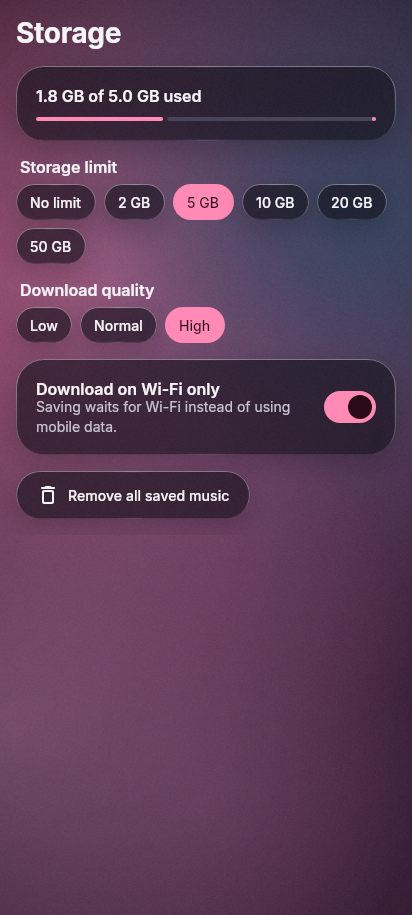 Storage
1.8 GB of 5.0 GB used
Storage limit
No limit 2 GB 5 GB 10 GB 20 GB
50 GB
Download quality
Low Normal High
Download on Wi-Fi only
Saving waits for Wi-Fi instead of using
mobile data.
Remove all saved music